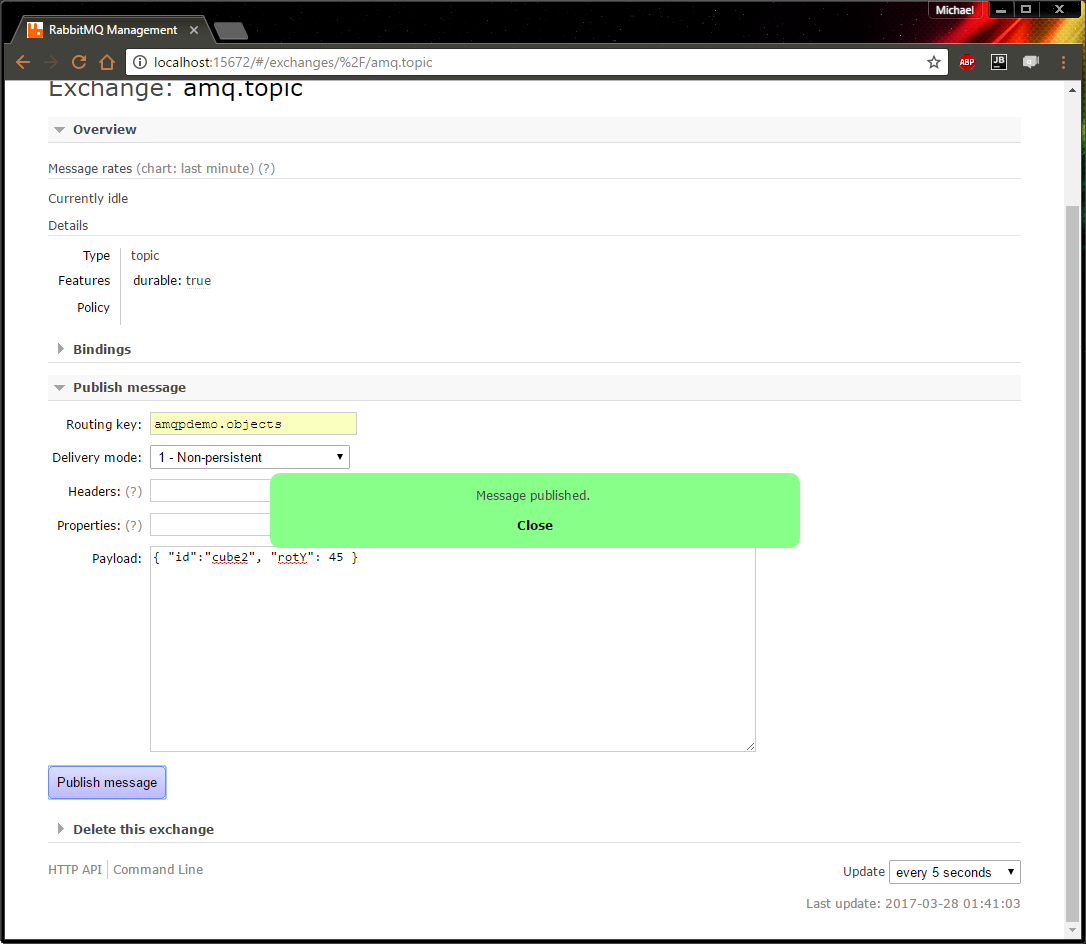 Michael
RabbitMQ Management
localhost:15672/#/exchanges/%2F/amq.topic
ABP
JB
Exchange: amq.topic
Overview
Message rates (chart: last minute) (?)
Currently idle
Details
Type topic
Features durable: true
Policy
Bindings
Publish message
Routing key: amqpdemo.objects
Delivery mode: 1 - Non-persistent
Headers: (?)
Message published.
Properties: (?)
Close
Payload: { "id":"cube2", "rotY": 45 }
Publish message
Delete this exchange
HTTP API Command Line
Update every 5 seconds
Last update: 2017-03-28 01:41:03